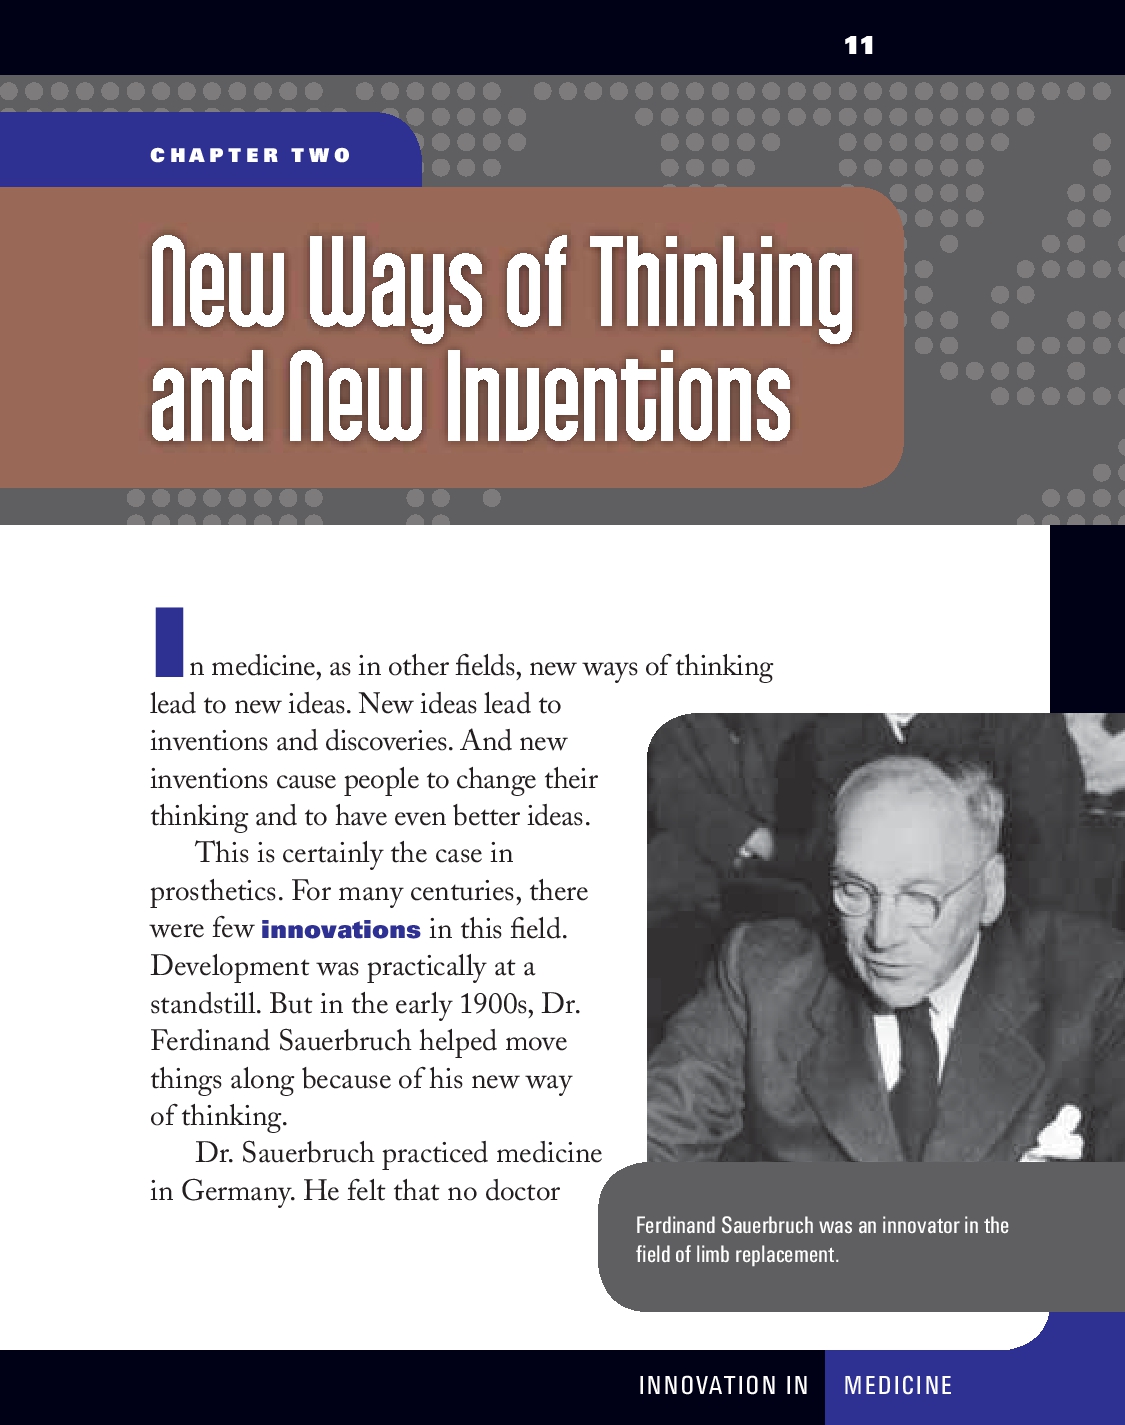 11
CHAPTER TWO
New Ways of Thinking
and New Inventions
In medicine, as in other fields, new ways of thinking
lead to new ideas. New ideas lead to
inventions and discoveries. And new
inventions cause people to change their
thinking and to have even better ideas.
This is certainly the case in
prosthetics. For many centuries, there
were few innovations in this field.
Development was practically at a
standstill. But in the early 1900s, Dr.
Ferdinand Sauerbruch helped move
things along because of his new way
of thinking.
Dr. Sauerbruch practiced medicine
in Germany. He felt that no doctor
Ferdinand Sauerbruch was an innovator in the
field of limb replacement.
INNOVATION IN MEDICINE